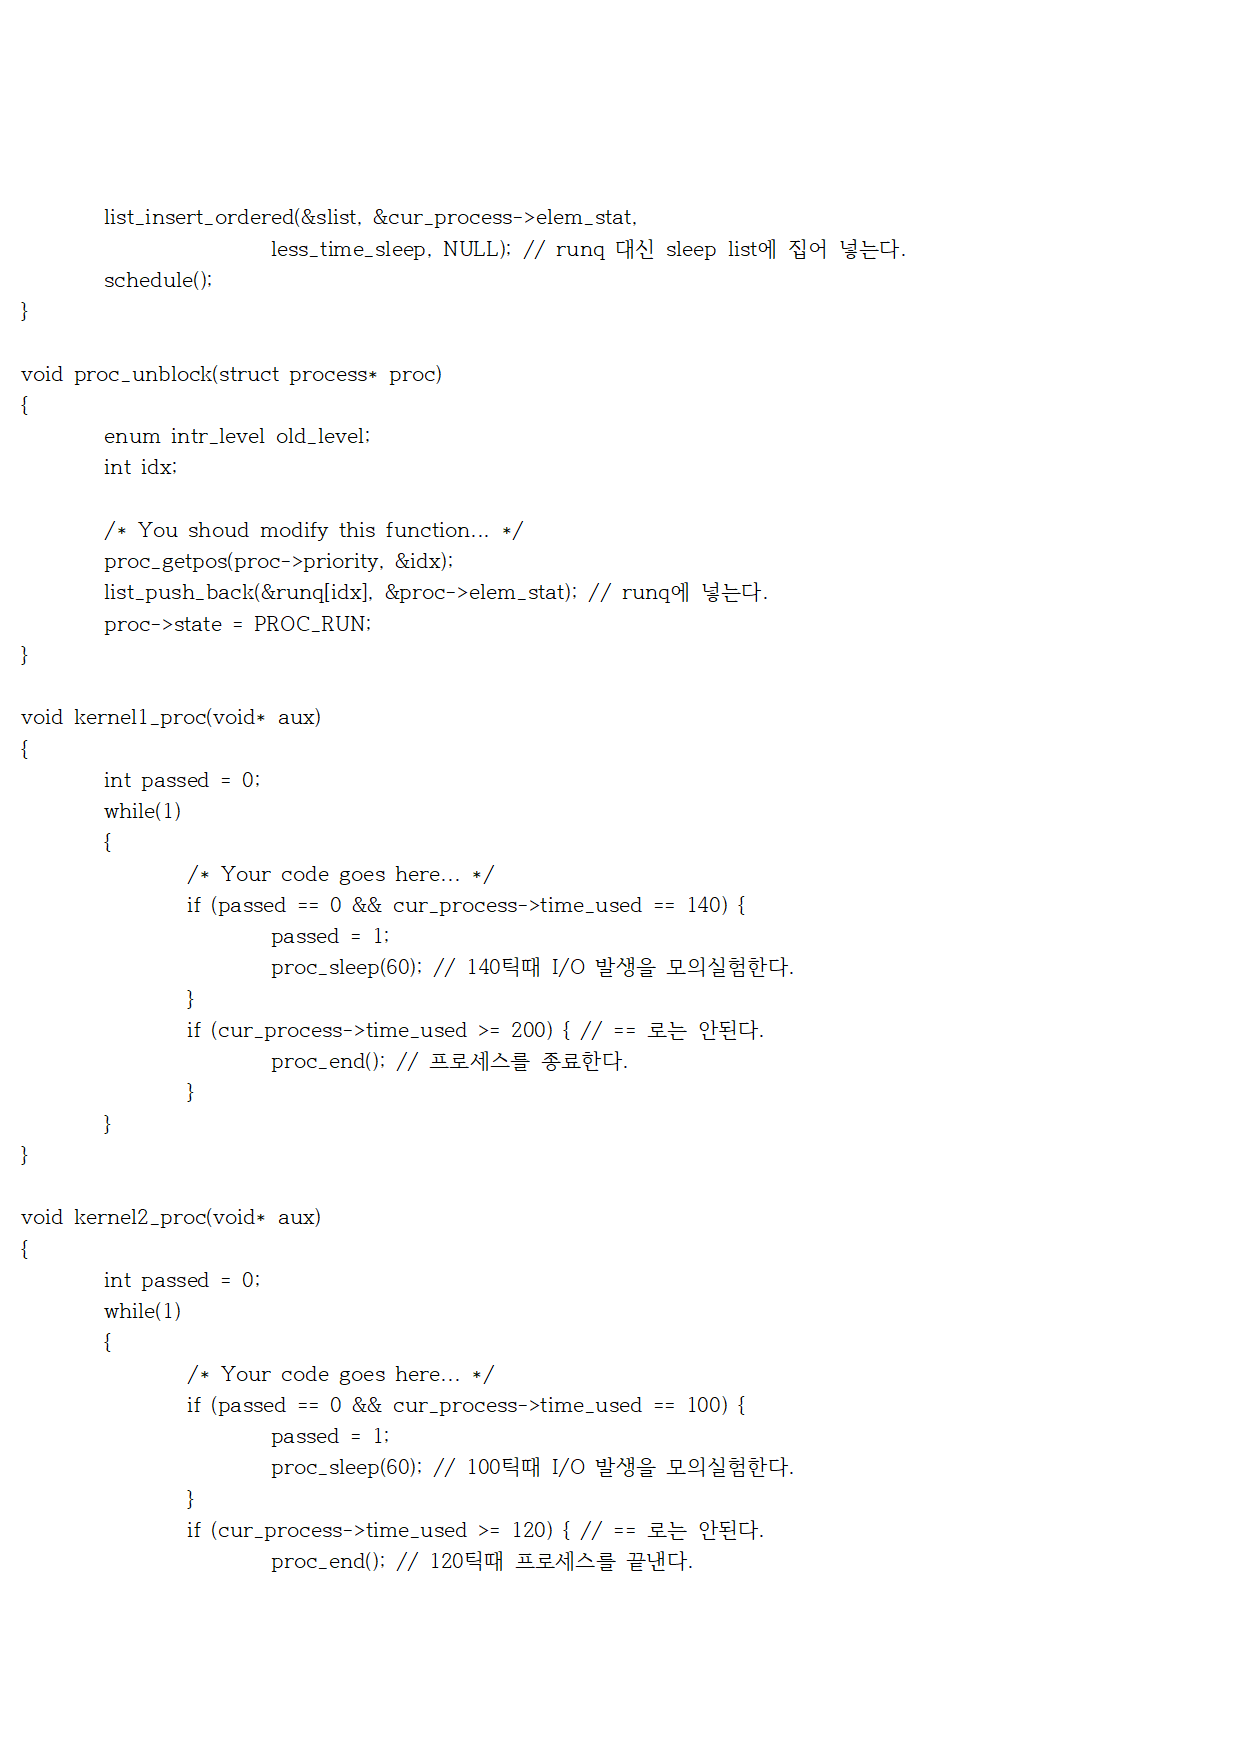 list_insert_ordered(&slist, &cur_process->elem_stat,
less_time_sleep, NULL); // runq 대신 sleep list에 집어 넣는다.
schedule();
}
void proc_unblock(struct process* proc)
{
enum intr_level old_level;
int idx;
/* You shoud modify this function... */
proc_getpos(proc->priority, &idx);
list_push_back(&runq[idx], &proc->elem_stat); // runq에 넣는다.
proc->state = PROC_RUN;
}
void kernel1_proc(void* aux)
{
int passed = 0;
while(1)
{
/* Your code goes here... */
if (passed == 0 && cur_process->time_used == 140) {
passed = 1;
proc_sleep(60); // 140틱때 I/O 발생을 모의실험한다.
}
if (cur_process->time_used >= 200) { // == 로는 안된다.
proc_end(); // 프로세스를 종료한다.
}
}
}
void kernel2_proc(void* aux)
{
int passed = 0;
while(1)
{
/* Your code goes here... */
if (passed == 0 && cur_process->time_used == 100) {
passed = 1;
proc_sleep(60); // 100틱때 I/O 발생을 모의실험한다.
}
if (cur_process->time_used >= 120) { // == 로는 안된다.
proc_end(); // 120틱때 프로세스를 끝낸다.